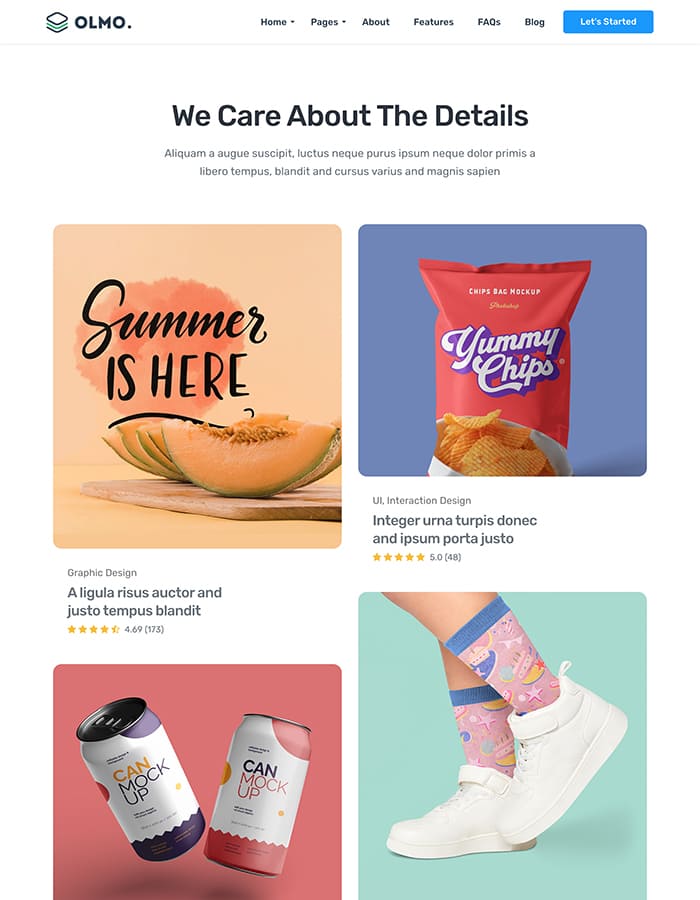 OLMO.
Home Pages About Features FAQs Blog Let's Started
We Care About The Details
Aliquam a augue suscipit, luctus neque purus ipsum neque dolor primis a
libero tempus, blandit and cursus varius and magnis sapien
Summer
IS HERE
Graphic Design
A ligula risus auctor and
justo tempus blandit
4.69 (173)
CAN
MOCK
UP
CAN
MOCK
UP
CHIPS BAG MOCKUP
Photoshop
Yummy
Chips
UI, Interaction Design
Integer urna turpis donec
and ipsum porta justo
5.0 (48)